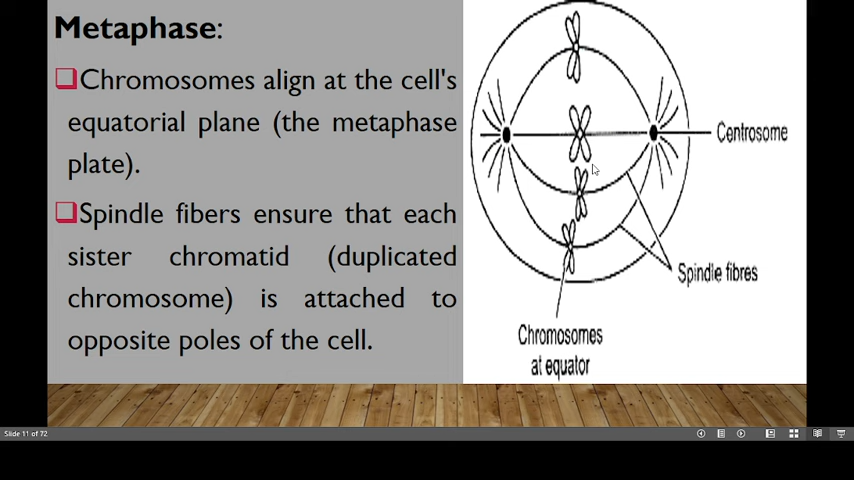 Metaphase:
Chromosomes align at the cell's
equatorial plane (the metaphase
plate).
Spindle fibers ensure that each
sister chromatid (duplicated
chromosome) is attached to
opposite poles of the cell.
Centrosome
Spindle fibres
Chromosomes
at equator
Slide 11 of 72